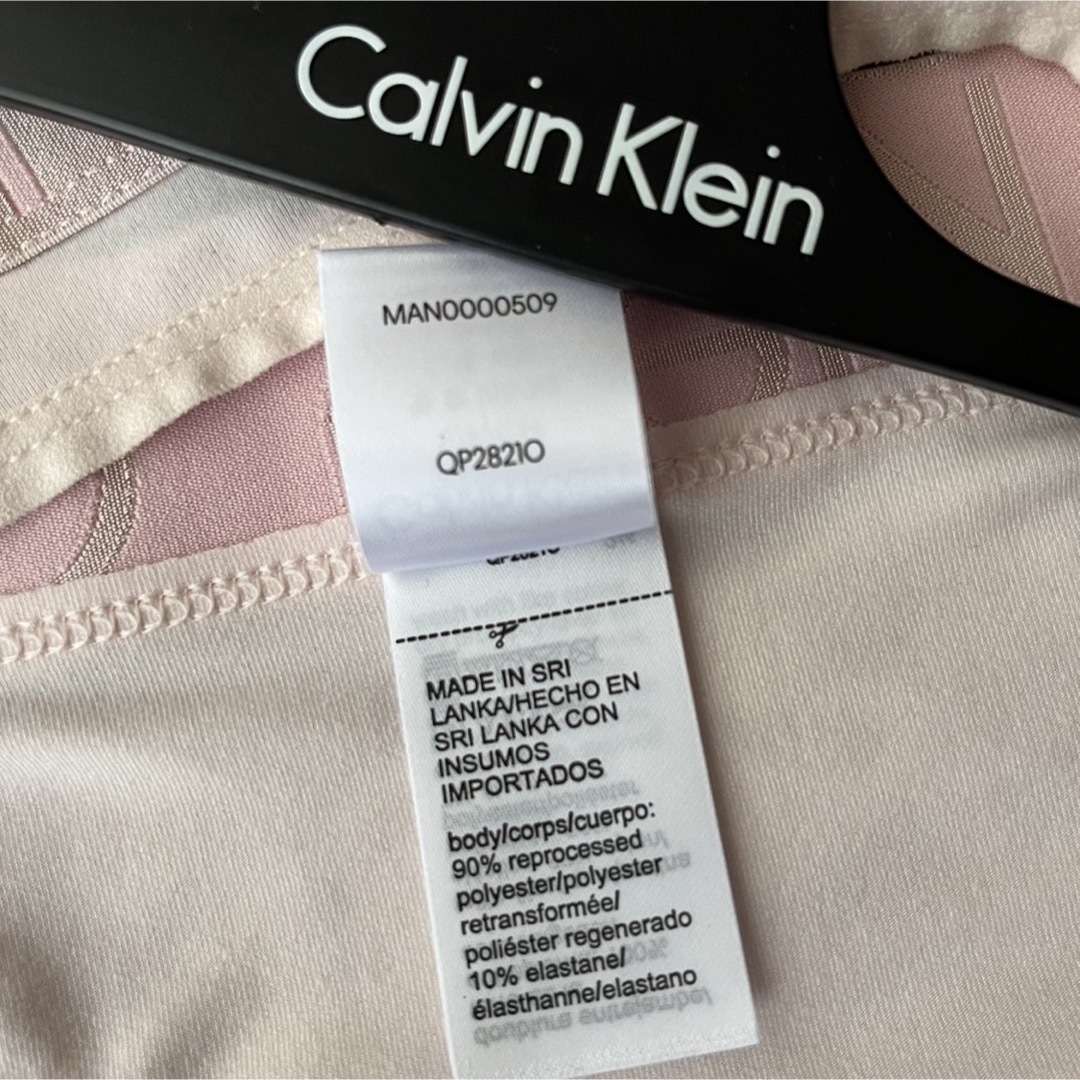 Calvin Klein
MAN0000509
QP2821O
QP2821O
MADE IN SRI
LANKA/HECHO EN
SRI LANKA CON
INSUMOS
IMPORTADOS
body/corps/cuerpo:
90% reprocessed
polyester/polyester
retransformée/
poliéster regenerado
10% elastane/
élasthanne/elastano